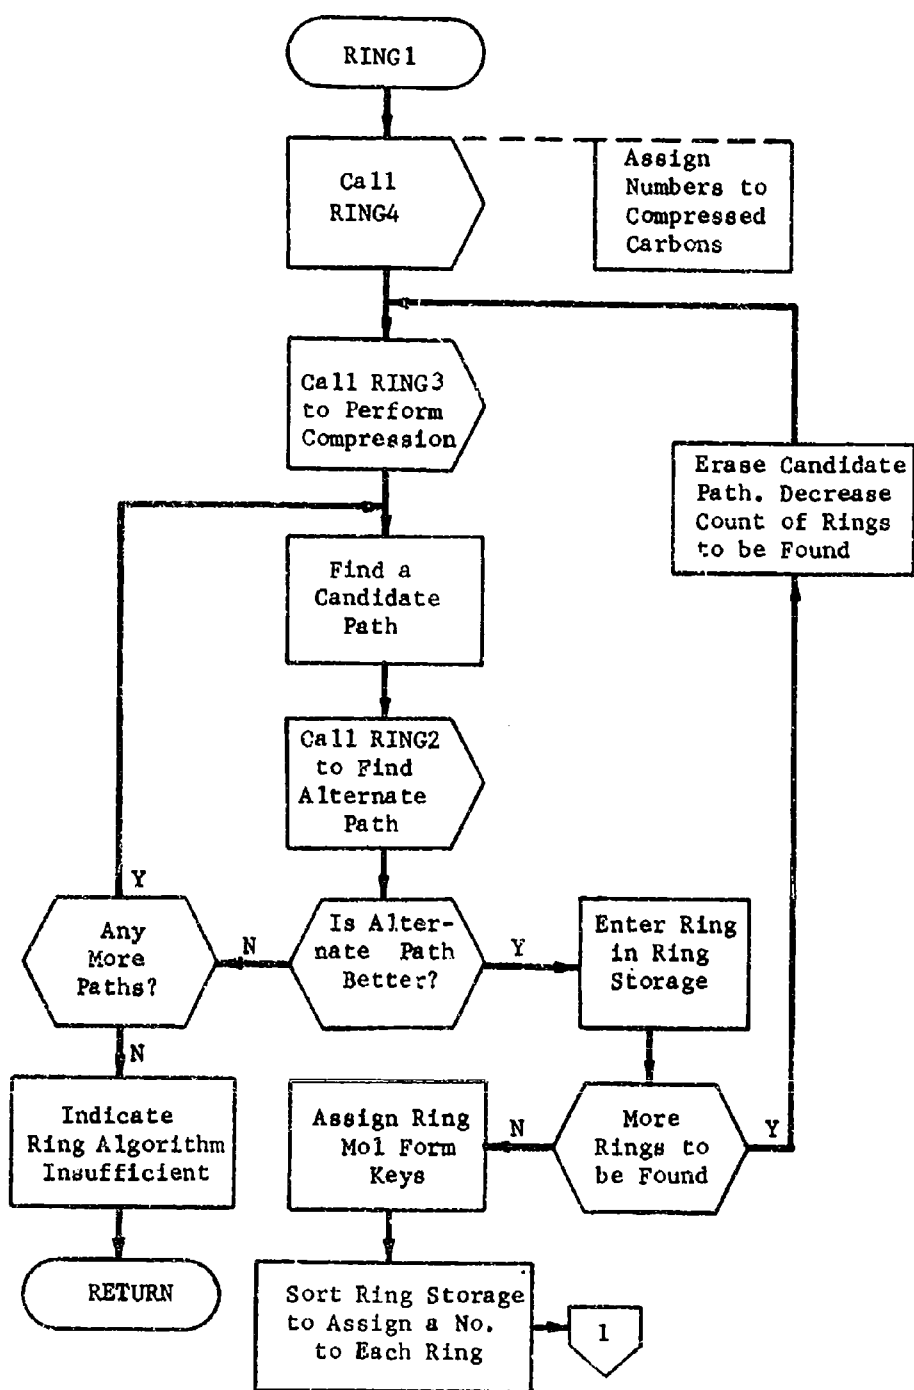 RING1
Call
RING4
Assign
Numbers to
Compressed
Carbons
Call RING3
to Perform
Compression
Erase Candidate
Path. Decrease
Count of Rings
to be Found
Find a
Candidate
Path
Call RING2
to Find
Alternate
Path
Y
Any
More
Paths?
N
Is Alter-
nate Path
Better?
Y
Enter Ring
in Ring
Storage
N
Indicate
Ring Algorithm
Insufficient
Assign Ring
Mol Form
Keys
N
More
Rings to
be Found
Y
RETURN
Sort Ring Storage
to Assign a No.
to Each Ring
1